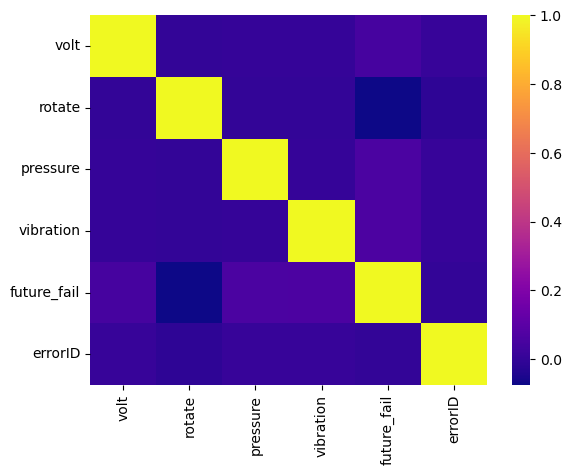 volt
rotate
pressure
vibration
future_fail
errorID
volt
rotate
pressure
vibration
future_fail
errorID
1.0
0.8
0.6
0.4
0.2
0.0